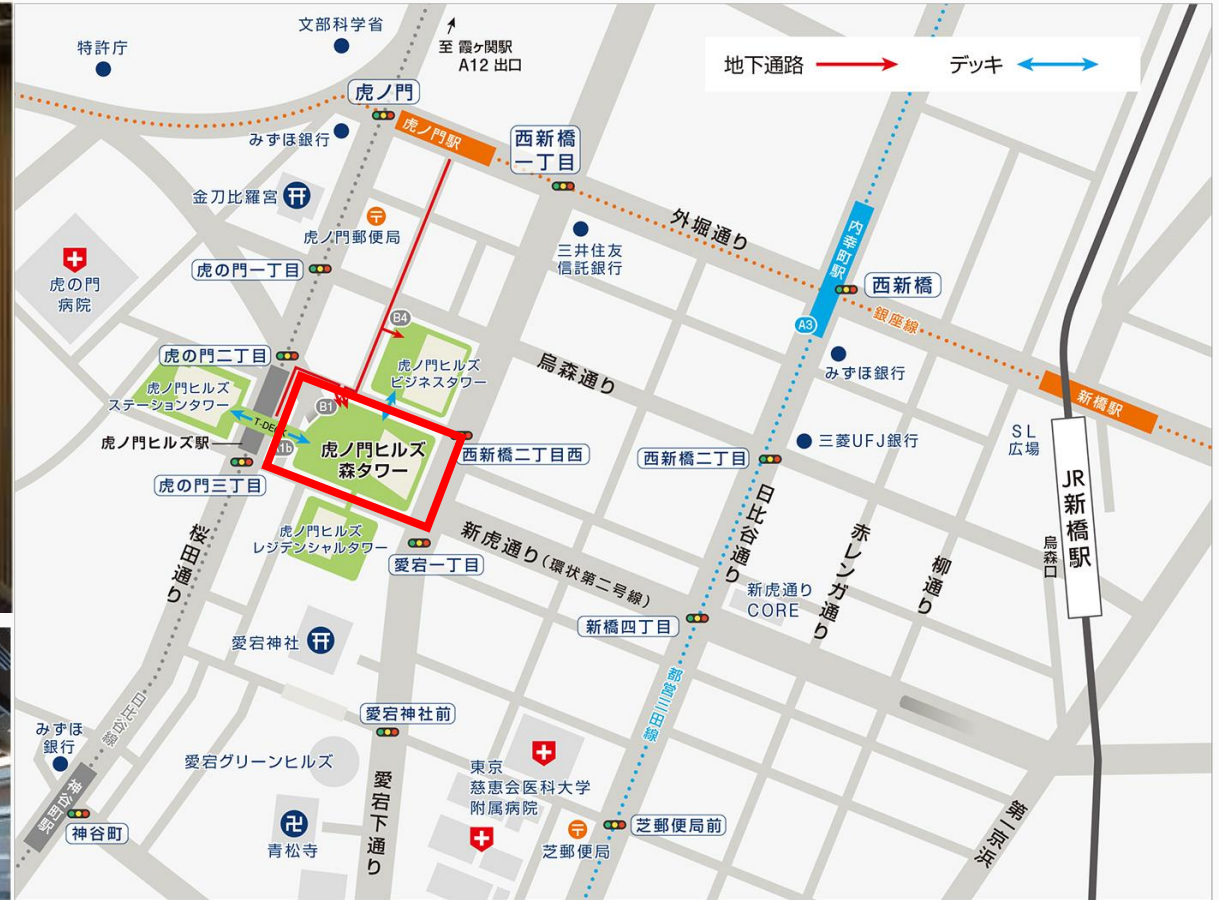 文部科学省
特許庁
至 霞ヶ関駅
A12 出口
地下通路
デッキ
虎ノ門
虎ノ門駅
みずほ銀行
西新橋
一丁目
金刀比羅宮
虎ノ門郵便局
外堀通り
内幸町駅
三井住友
信託銀行
虎の門一丁目
虎の門
病院
西新橋
銀座線
B4
A3
虎の門二丁目
虎ノ門ヒルズ
ビジネスタワー
烏森通り
みずほ銀行
虎ノ門ヒルズ
ステーションタワー
B1
新橋駅
T-DECK
虎ノ門ヒルズ駅
虎ノ門ヒルズ
森タワー
西新橋二丁目西
西新橋二丁目
三菱UFJ銀行
SL
広場
虎の門三丁目
JR新橋駅
烏森口
虎ノ門ヒルズ
レジデンシャルタワー
愛宕一丁目
新虎通り(環状第二号線)
日比谷通り
赤レンガ通り
柳通り
桜田通り
新虎通り
CORE
新橋四丁目
愛宕神社
都営三田線
日比谷線
愛宕神社前
みずほ
銀行
愛宕グリーンヒルズ
東京
慈恵会医科大学
附属病院
神谷町駅
神谷町
愛宕下通り
青松寺
芝郵便局前
芝郵便局
第一京浜